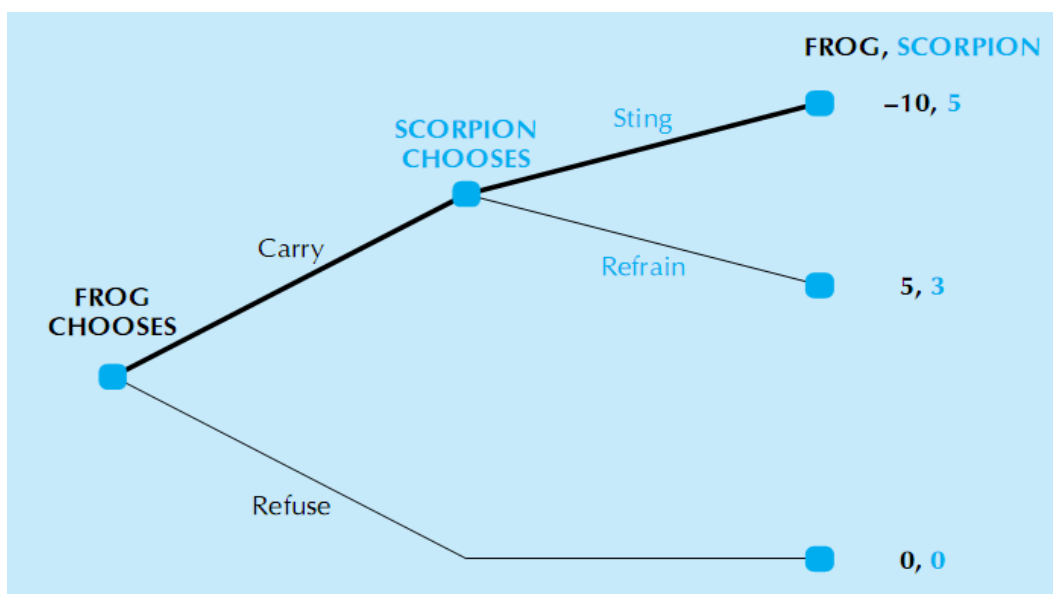 FROG, SCORPION
–10, 5
Sting
SCORPION
CHOOSES
Carry
Refrain
5, 3
FROG
CHOOSES
Refuse
0, 0